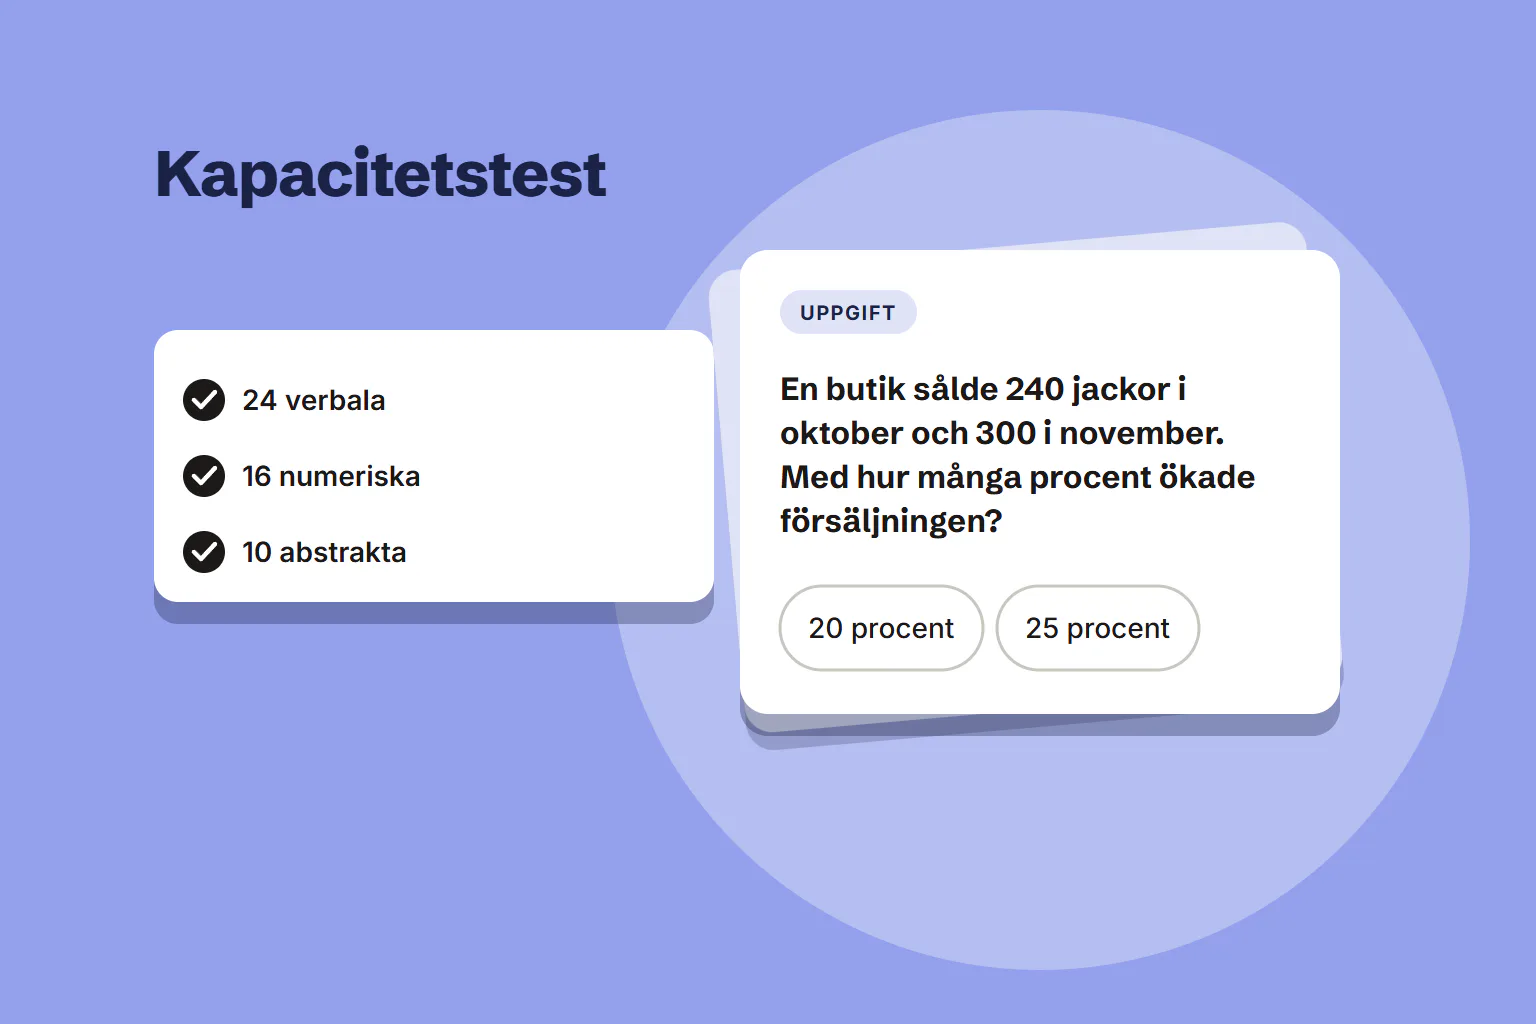 Kapacitetstest
24 verbala
16 numeriska
10 abstrakta
UPPGIFT
En butik sålde 240 jackor i
oktober och 300 i november.
Med hur många procent ökade
försäljningen?
20 procent
25 procent